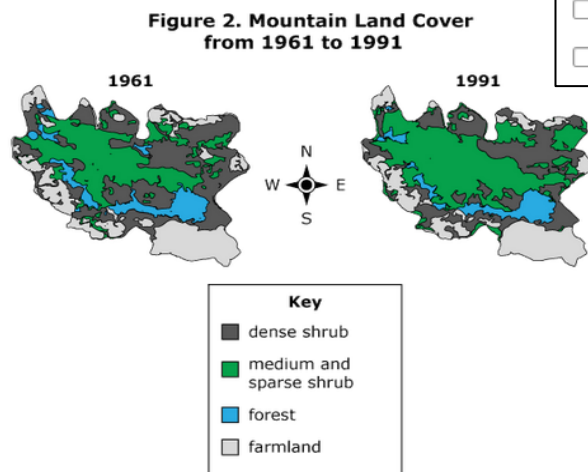 Figure 2. Mountain Land Cover
from 1961 to 1991
1961
1991
N
W
E
S
Key
dense shrub
medium and
sparse shrub
forest
farmland